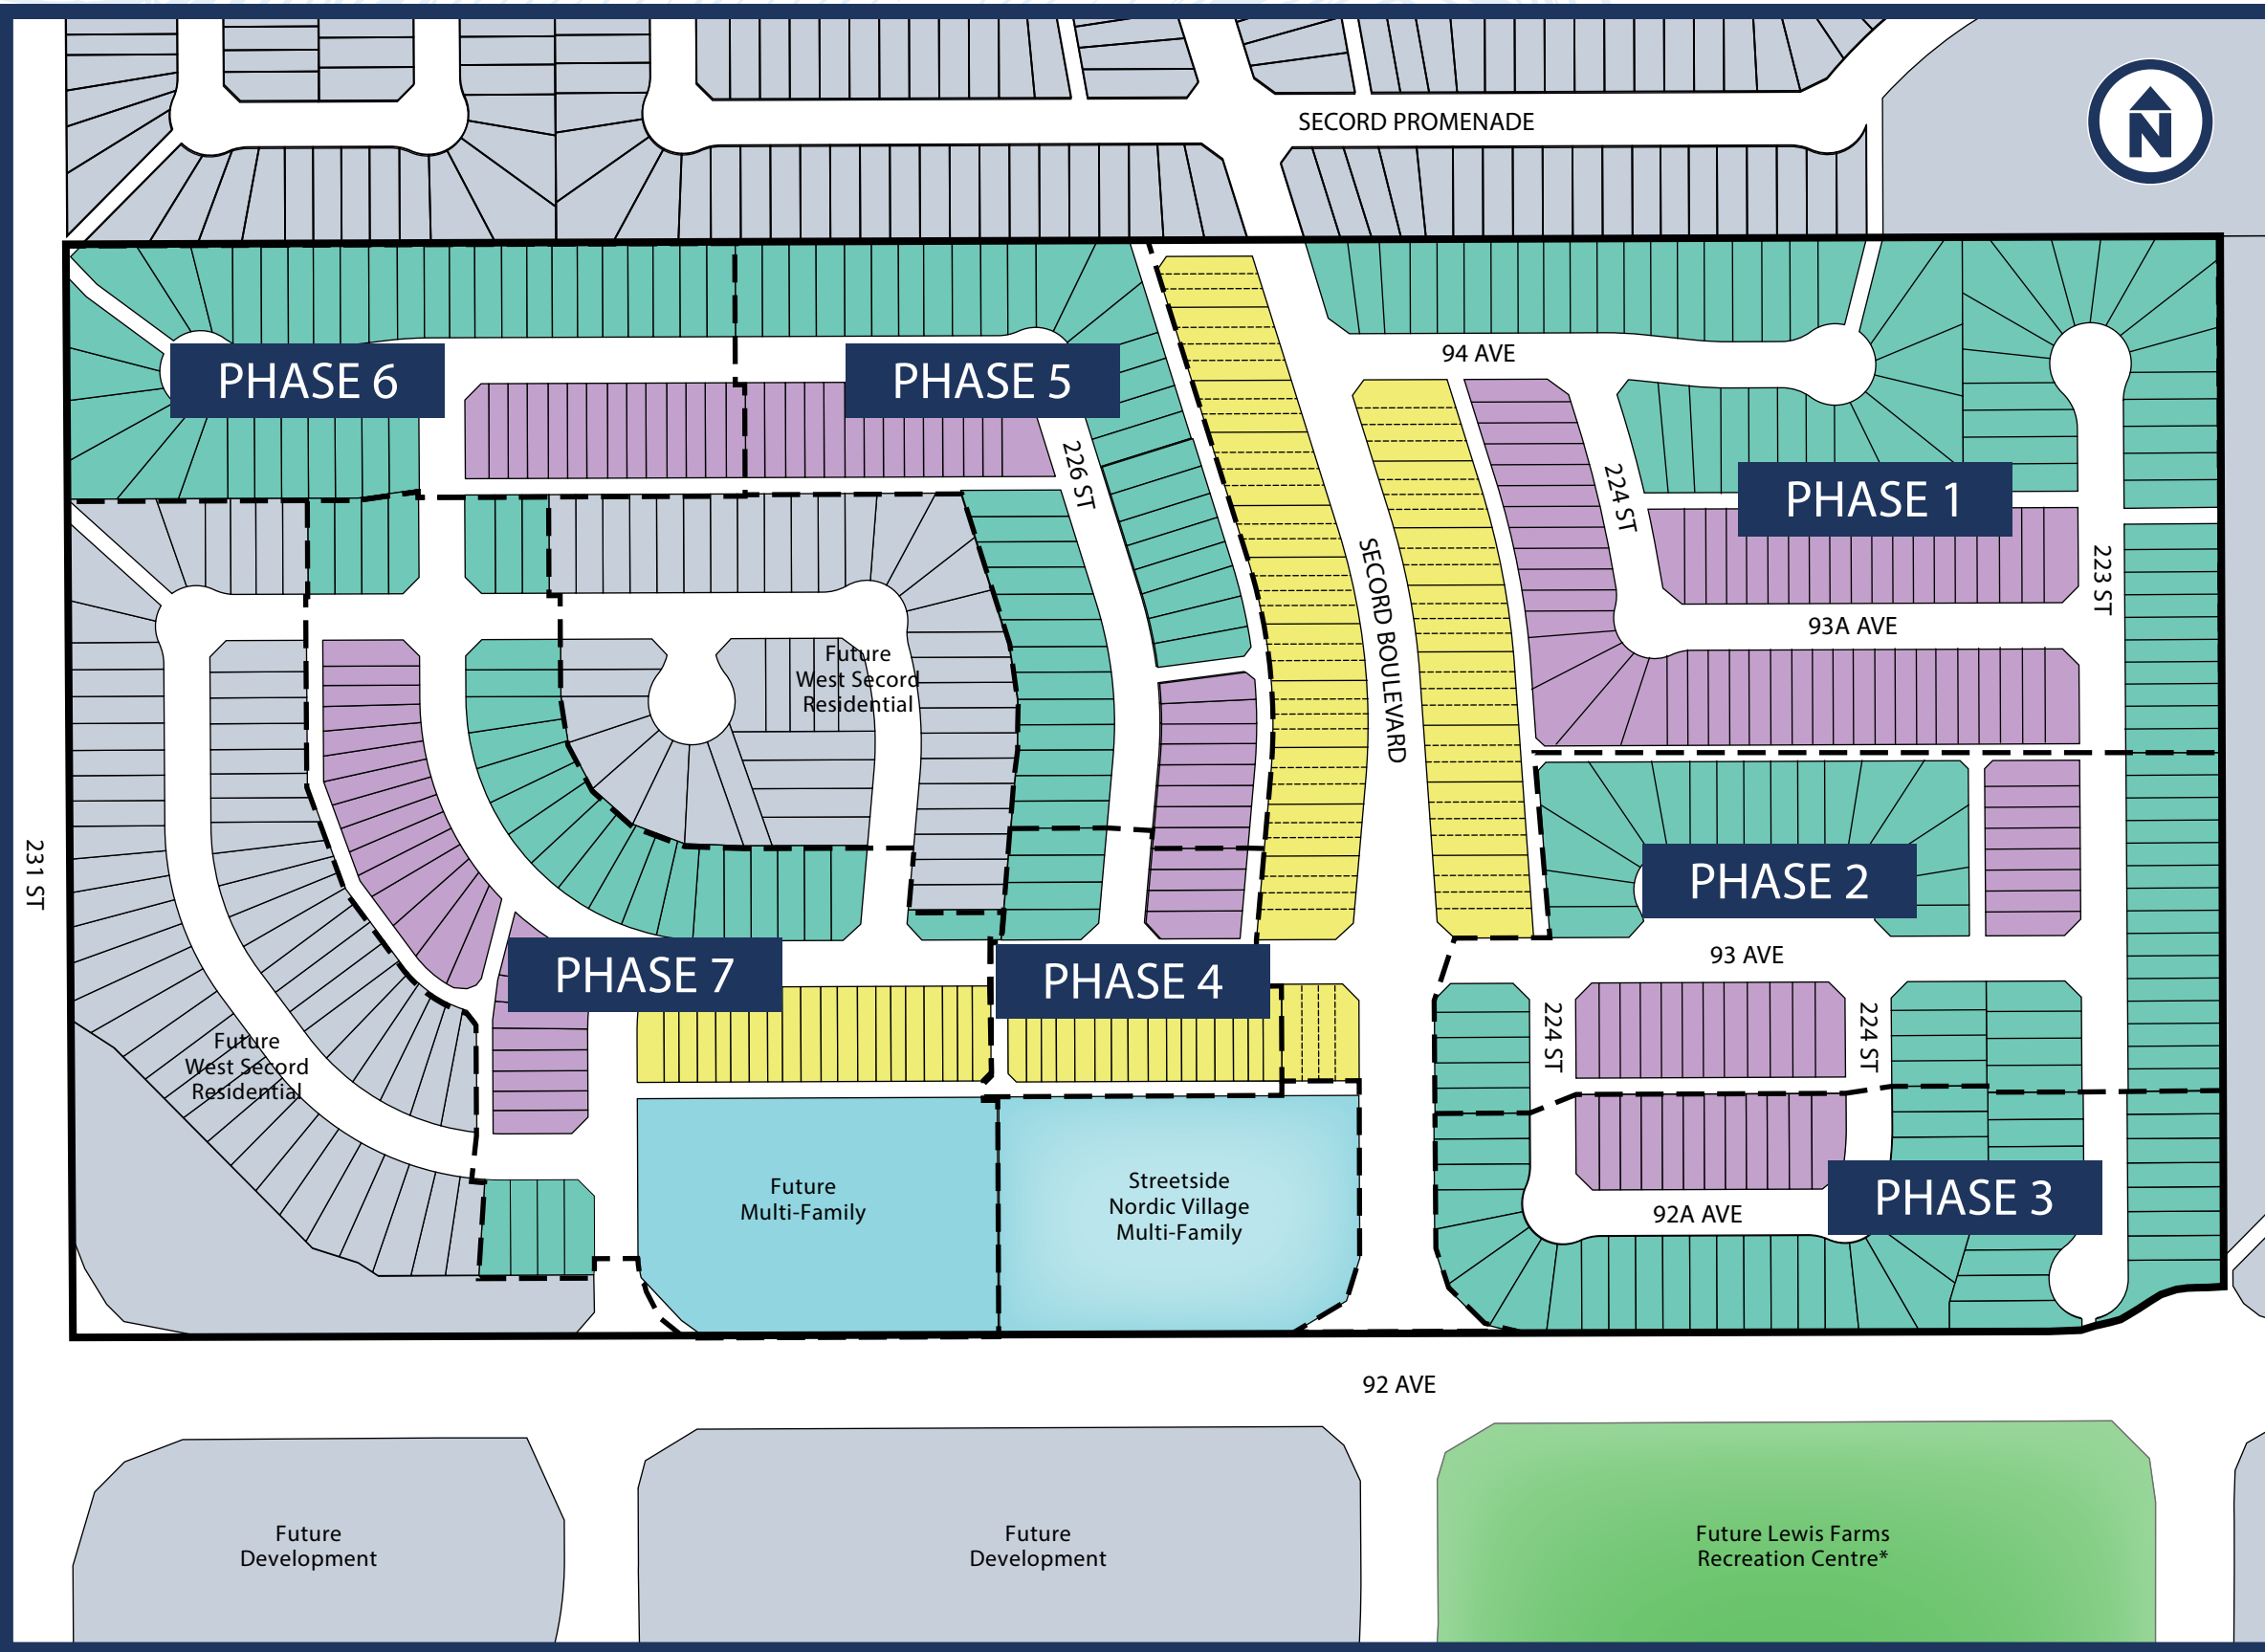 SECORD PROMENADE
N
94 AVE
PHASE 6
PHASE 5
226 ST
224 ST
PHASE 1
SECOND BOULEVARD
223 ST
93A AVE
Future
West Second
Residential
231 ST
PHASE 2
93 AVE
PHASE 7
PHASE 4
224 ST
224 ST
Future
West Second
Residential
Future
Multi-Family
Streetside
Nordic Village
Multi-Family
PHASE 3
92A AVE
92 AVE
Future
Development
Future
Development
Future Lewis Farms
Recreation Centre*